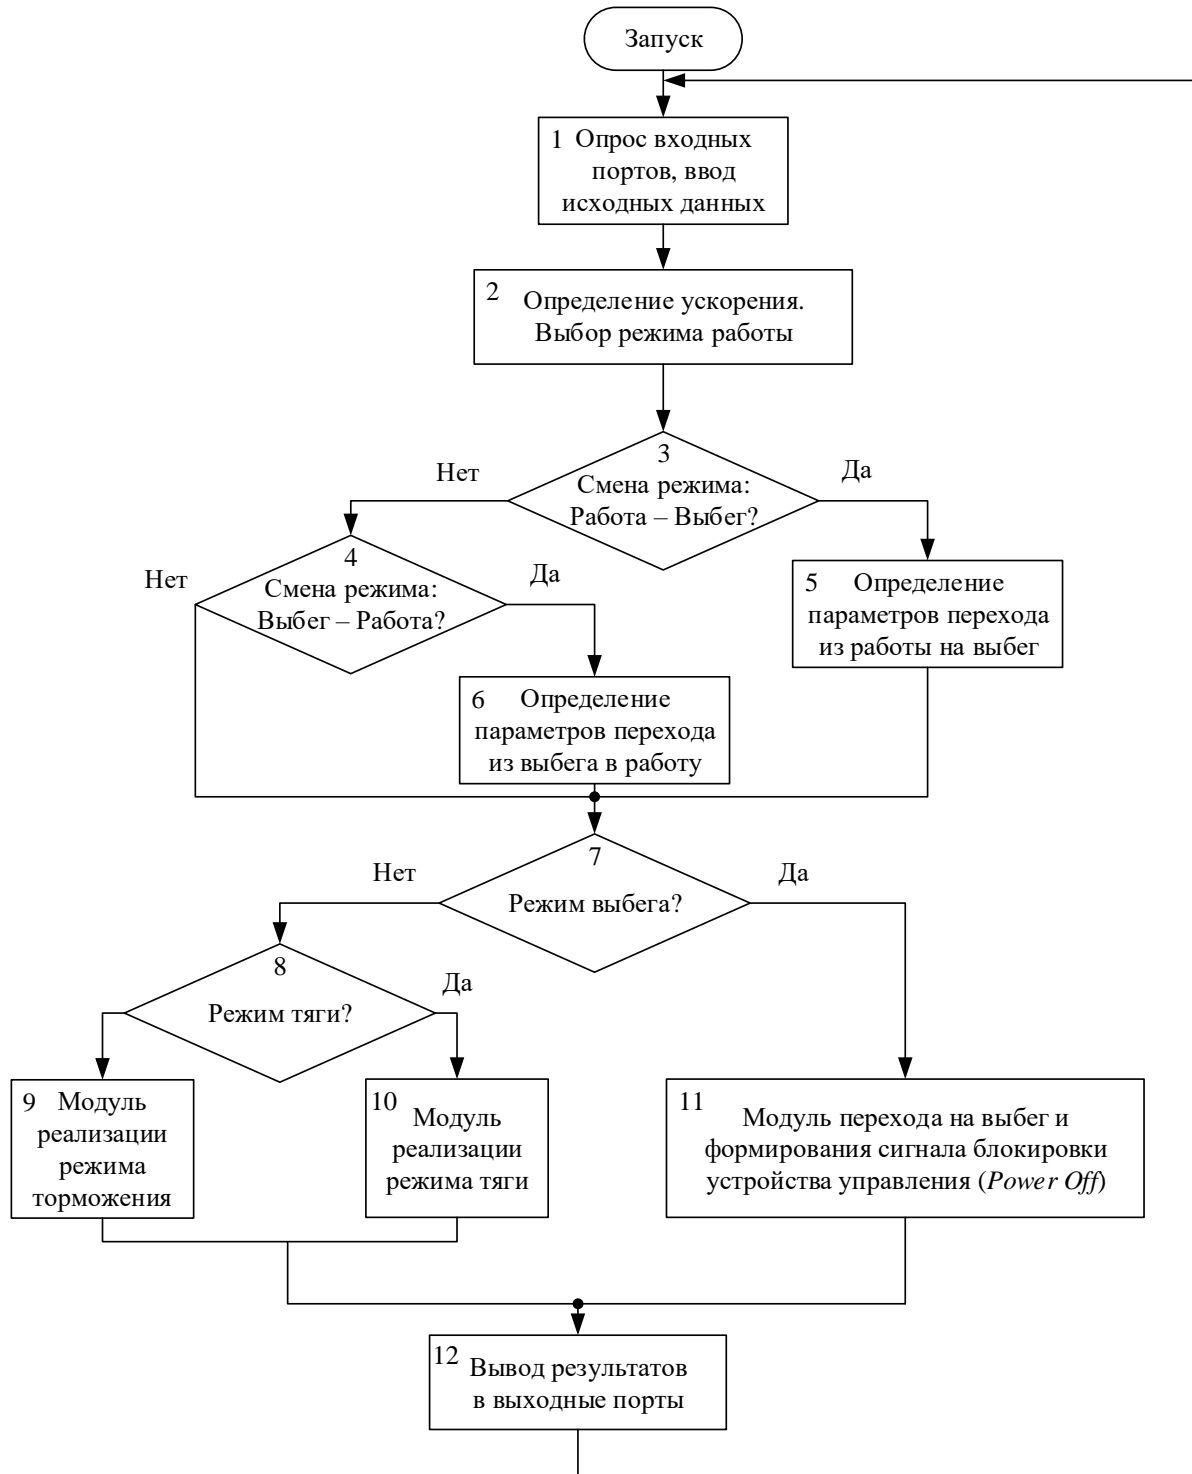 Запуск
1 Опрос входных
портов, ввод
исходных данных
2 Определение ускорения.
Выбор режима работы
3
Смена режима:
Работа – Выбег?
Нет
Да
4
Смена режима:
Выбег – Работа?
Нет
Да
5 Определение
параметров перехода
из работы на выбег
6 Определение
параметров перехода
из выбега в работу
7
Режим выбега?
Нет
Да
8
Режим тяги?
Да
9 Модуль
реализации
режима
торможения
10 Модуль
реализации
режима тяги
11 Модуль перехода на выбег и
формирования сигнала блокировки
устройства управления (Power Off)
12 Вывод результатов
в выходные порты